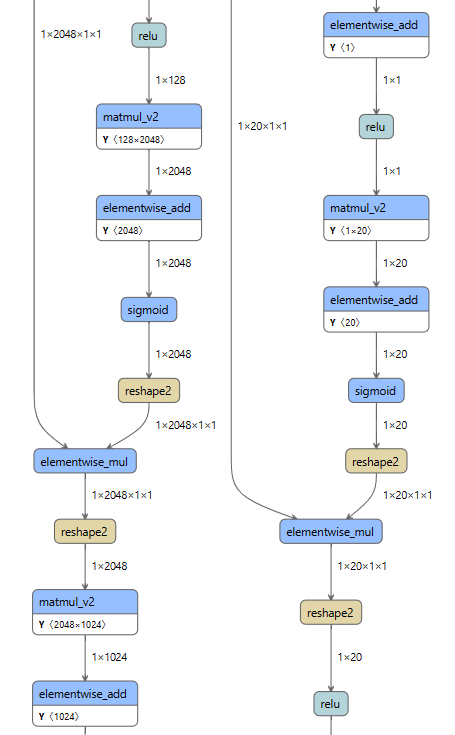 1×2048×1×1
relu
1×128
matmul_v2
Y 〈128×2048〉
1×2048
elementwise_add
Y 〈2048〉
1×2048
sigmoid
1×2048
reshape2
1×2048×1×1
elementwise_mul
1×2048×1×1
reshape2
1×2048
matmul_v2
Y 〈2048×1024〉
1×1024
elementwise_add
Y 〈1024〉
elementwise_add
Y 〈1〉
1×1
1×20×1×1
relu
1×1
matmul_v2
Y 〈1×20〉
1×20
elementwise_add
Y 〈20〉
1×20
sigmoid
1×20
reshape2
1×20×1×1
elementwise_mul
1×20×1×1
reshape2
1×20
relu